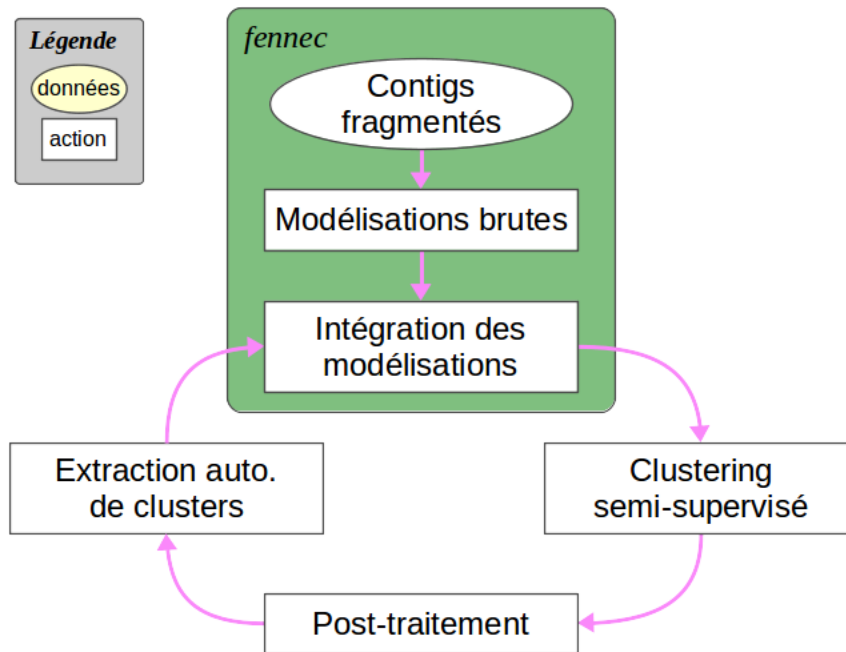 Légende
données
action
fennec
Contigs
fragmentés
Modélisations brutes
Intégration des
modélisations
Extraction auto.
de clusters
Clustering
semi-supervisé
Post-traitement